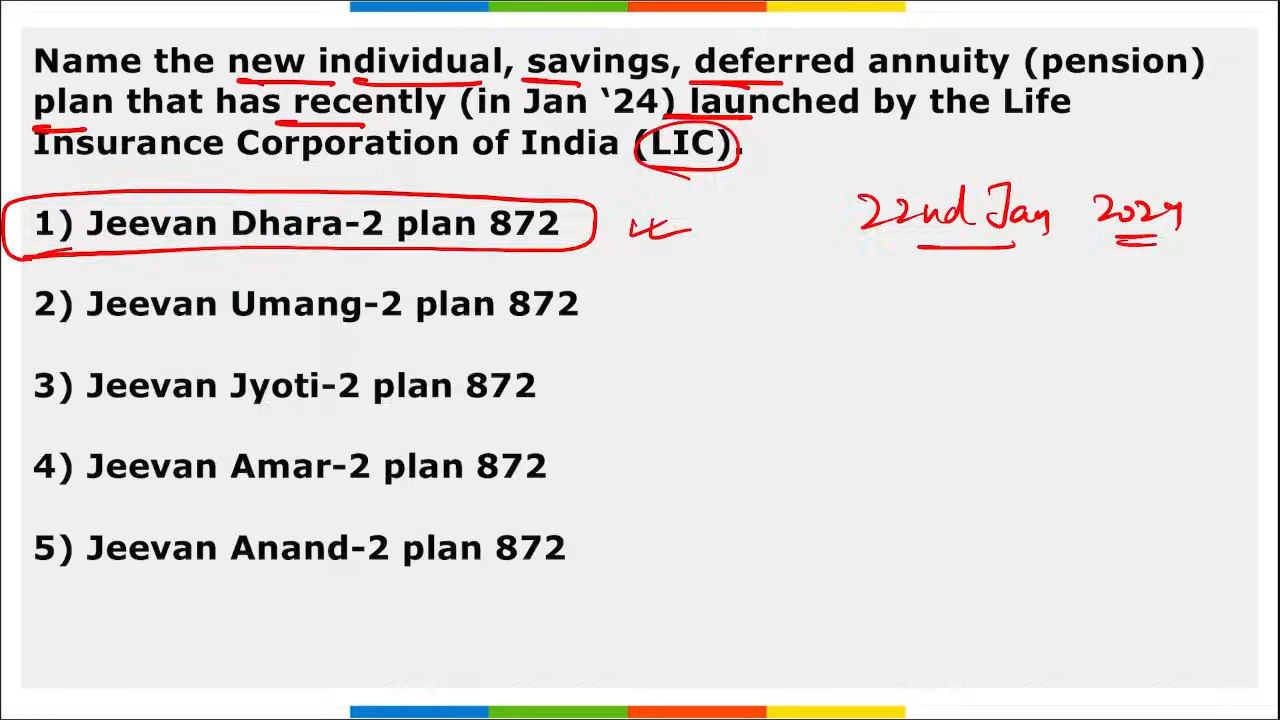 Name the new individual, savings, deferred annuity (pension)
plan that has recently (in Jan ‘24) launched by the Life
Insurance Corporation of India (LIC).
1) Jeevan Dhara-2 plan 872
22nd Jan 2024
2) Jeevan Umang-2 plan 872
3) Jeevan Jyoti-2 plan 872
4) Jeevan Amar-2 plan 872
5) Jeevan Anand-2 plan 872